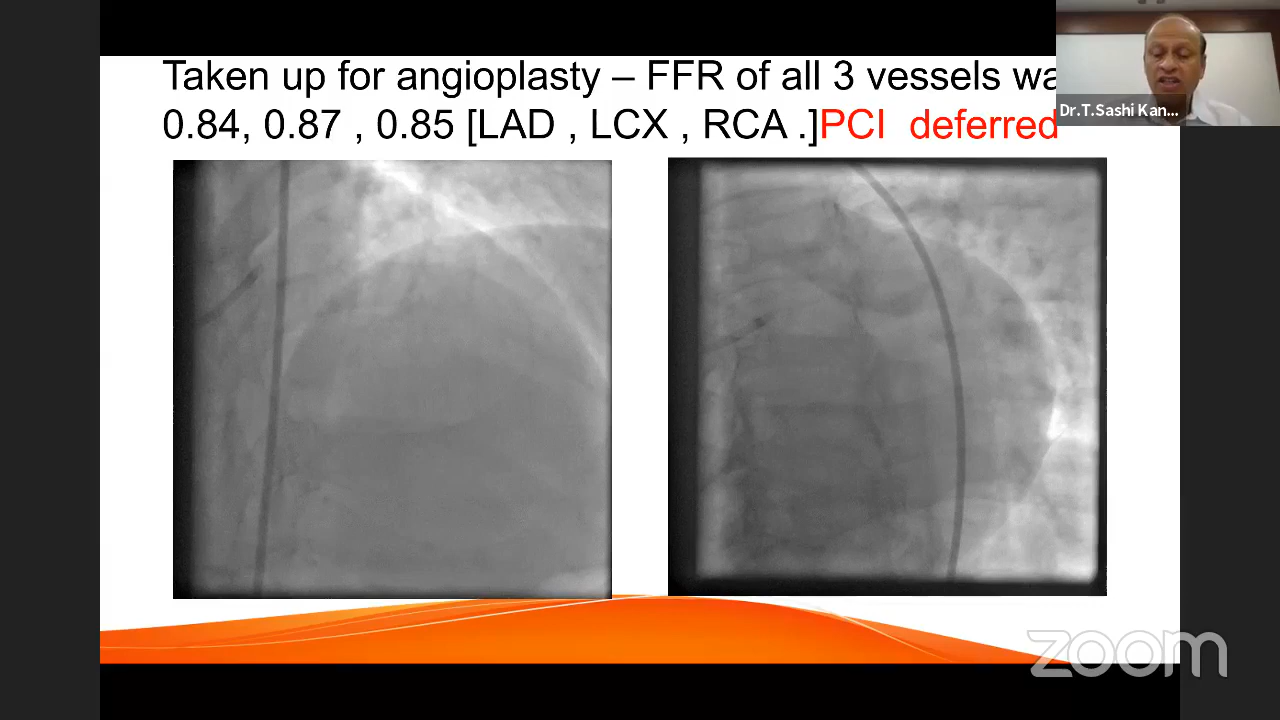 Taken up for angioplasty – FFR of all 3 vessels
0.84, 0.87 , 0.85 [LAD , LCX , RCA .]PCI deferred
Dr.T.Sashi Kan...
zoom